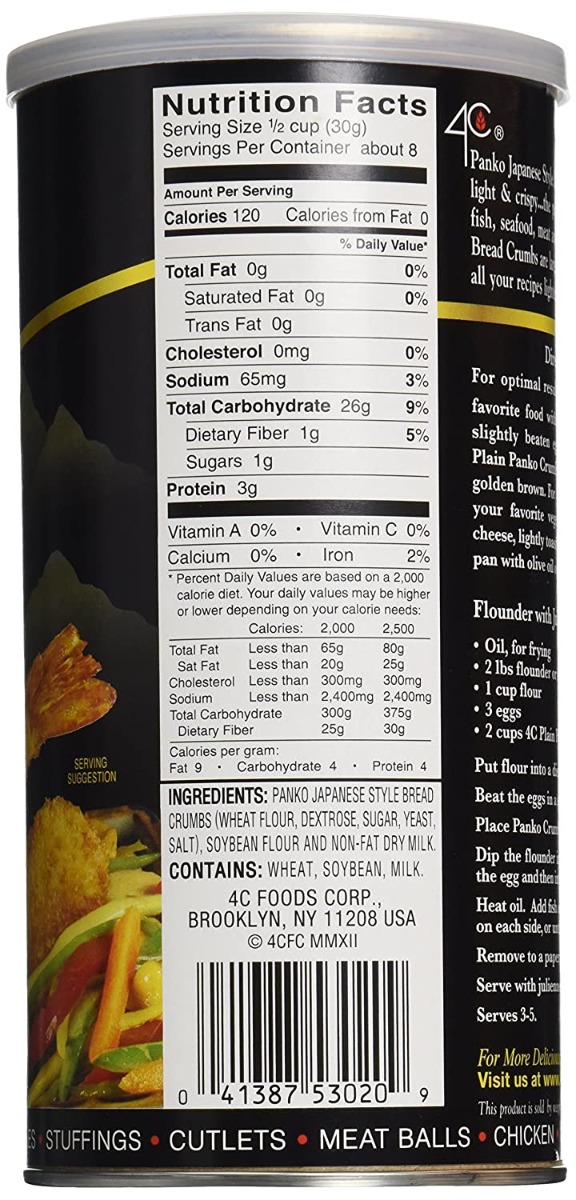 Nutrition Facts
Serving Size ½ cup (30g)
Servings Per Container about 8
Amount Per Serving
Calories 120 Calories from Fat 0
% Daily Value*
Total Fat 0g 0%
Saturated Fat 0g 0%
Trans Fat 0g
Cholesterol 0mg 0%
Sodium 65mg 3%
Total Carbohydrate 26g 9%
Dietary Fiber 1g 5%
Sugars 1g
Protein 3g
Vitamin A 0% • Vitamin C 0%
Calcium 0% • Iron 2%
* Percent Daily Values are based on a 2,000
calorie diet. Your daily values may be higher
or lower depending on your calorie needs:
Calories: 2,000 2,500
Total Fat Less than 65g 80g
Sat Fat Less than 20g 25g
Cholesterol Less than 300mg 300mg
Sodium Less than 2,400mg 2,400mg
Total Carbohydrate 300g 375g
Dietary Fiber 25g 30g
Calories per gram:
Fat 9 • Carbohydrate 4 • Protein 4
INGREDIENTS: PANKO JAPANESE STYLE BREAD
CRUMBS (WHEAT FLOUR, DEXTROSE, SUGAR, YEAST,
SALT), SOYBEAN FLOUR AND NON-FAT DRY MILK.
CONTAINS: WHEAT, SOYBEAN, MILK.
4C FOODS CORP.,
BROOKLYN, NY 11208 USA
© 4CFC MMXII
0 41387 53020 9
SERVING
SUGGESTION
4C®
Panko Japanese
light & crispy...the
fish, seafood, meat
Bread Crumbs are
all your recipes
For optimal
favorite food
slightly beaten
Plain Panko
golden brown. For
your favorite
cheese, lightly
pan with olive oil
Flounder with
• Oil, for frying
• 2 lbs flounder
• 1 cup flour
• 3 eggs
• 2 cups 4C Plain
Put flour into a
Beat the eggs in a
Place Panko
Dip the flounder
the egg and then
Heat oil. Add fish
on each side, or
Remove to a
Serve with
Serves 3-5.
For More
Visit us at
This product is sold by
STUFFINGS • CUTLETS • MEAT BALLS • CHICKEN